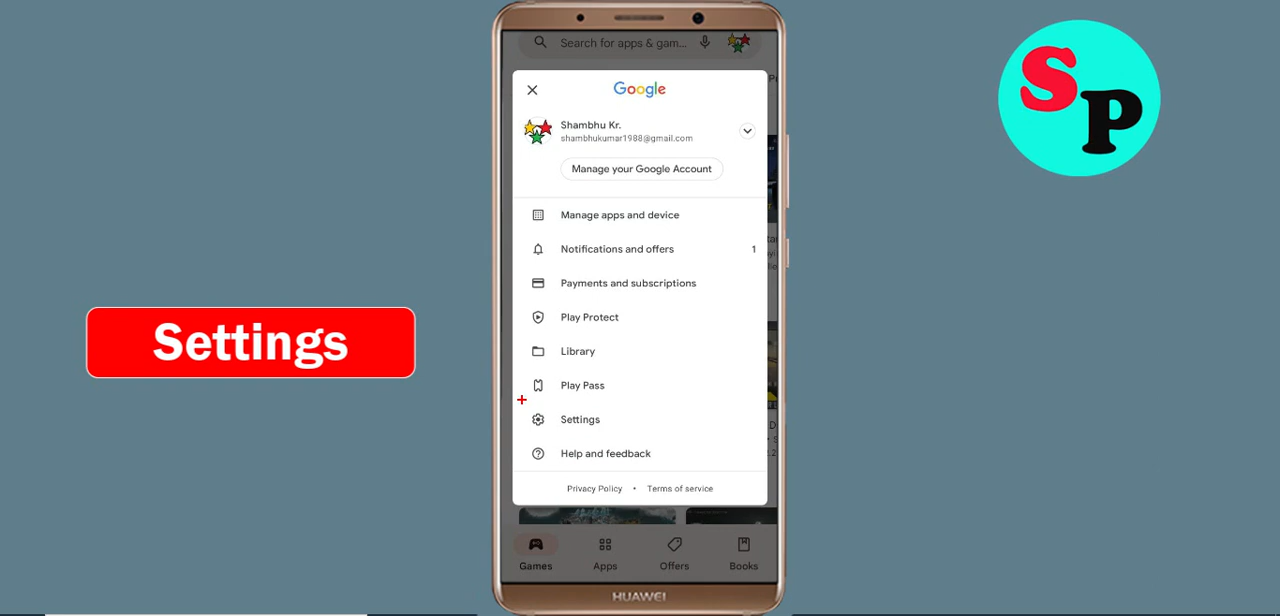 Search for apps & gam...
Google
Shambhu Kr.
shambhukumar1988@gmail.com
Manage your Google Account
Manage apps and device
Notifications and offers 1
Payments and subscriptions
Play Protect
Library
Play Pass
Settings
Help and feedback
Privacy Policy • Terms of service
Games Apps Offers Books
HUAWEI
Settings
SP